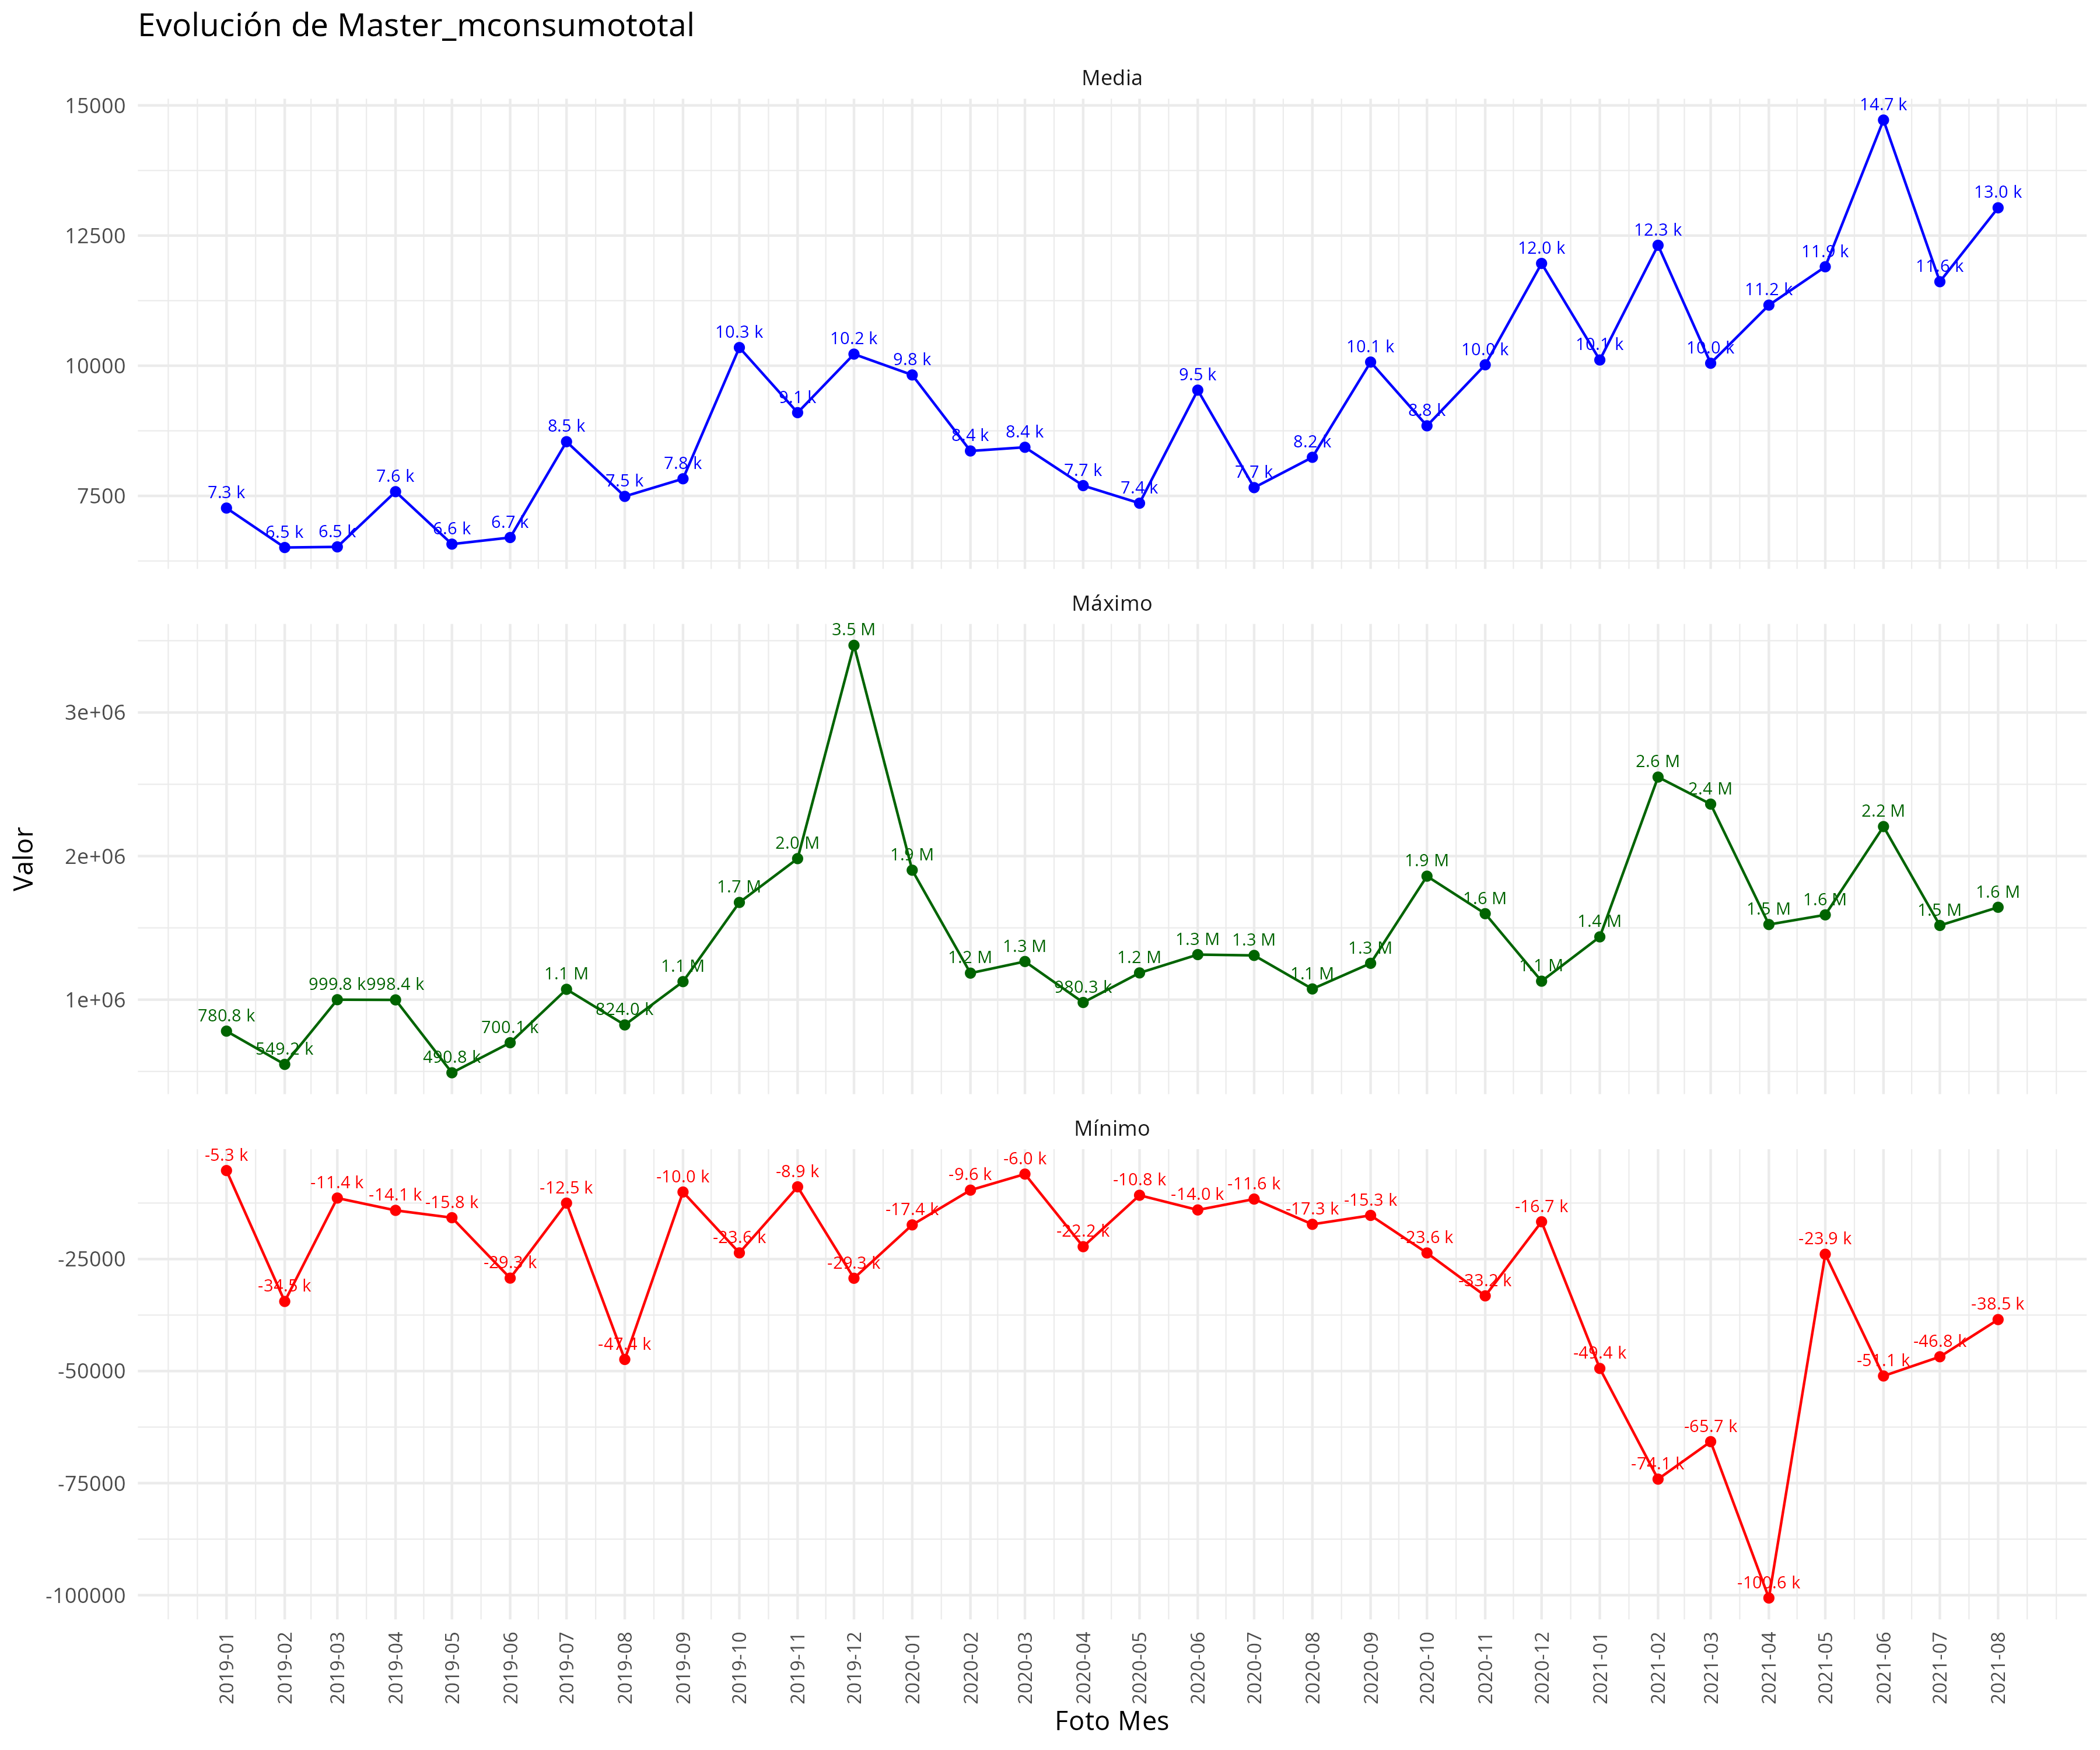 Evolución de Master_mconsumototal
Media
15000
12500
10000
7500
7.3 k
6.5 k
6.5 k
7.6 k
6.6 k
6.7 k
8.5 k
7.5 k
7.8 k
10.3 k
9.1 k
10.2 k
9.8 k
8.4 k
8.4 k
7.7 k
7.4 k
9.5 k
7.7 k
8.2 k
10.1 k
8.8 k
10.0 k
12.0 k
10.1 k
12.3 k
10.0 k
11.2 k
11.9 k
14.7 k
11.6 k
13.0 k
Máximo
3e+06
2e+06
1e+06
780.8 k
549.2 k
999.8 k
998.4 k
490.8 k
700.1 k
1.1 M
824.0 k
1.1 M
1.7 M
2.0 M
3.5 M
1.9 M
1.2 M
1.3 M
980.3 k
1.2 M
1.3 M
1.3 M
1.1 M
1.3 M
1.9 M
1.6 M
1.1 M
1.4 M
2.6 M
2.4 M
1.5 M
1.6 M
2.2 M
1.5 M
1.6 M
Mínimo
-25000
-50000
-75000
-100000
-5.3 k
-34.5 k
-11.4 k
-14.1 k
-15.8 k
-29.3 k
-12.5 k
-47.4 k
-10.0 k
-23.6 k
-8.9 k
-29.3 k
-17.4 k
-9.6 k
-6.0 k
-22.2 k
-10.8 k
-14.0 k
-11.6 k
-17.3 k
-15.3 k
-23.6 k
-33.2 k
-16.7 k
-49.4 k
-74.1 k
-65.7 k
-100.6 k
-23.9 k
-51.1 k
-46.8 k
-38.5 k
Valor
2019-01
2019-02
2019-03
2019-04
2019-05
2019-06
2019-07
2019-08
2019-09
2019-10
2019-11
2019-12
2020-01
2020-02
2020-03
2020-04
2020-05
2020-06
2020-07
2020-08
2020-09
2020-10
2020-11
2020-12
2021-01
2021-02
2021-03
2021-04
2021-05
2021-06
2021-07
2021-08
Foto Mes